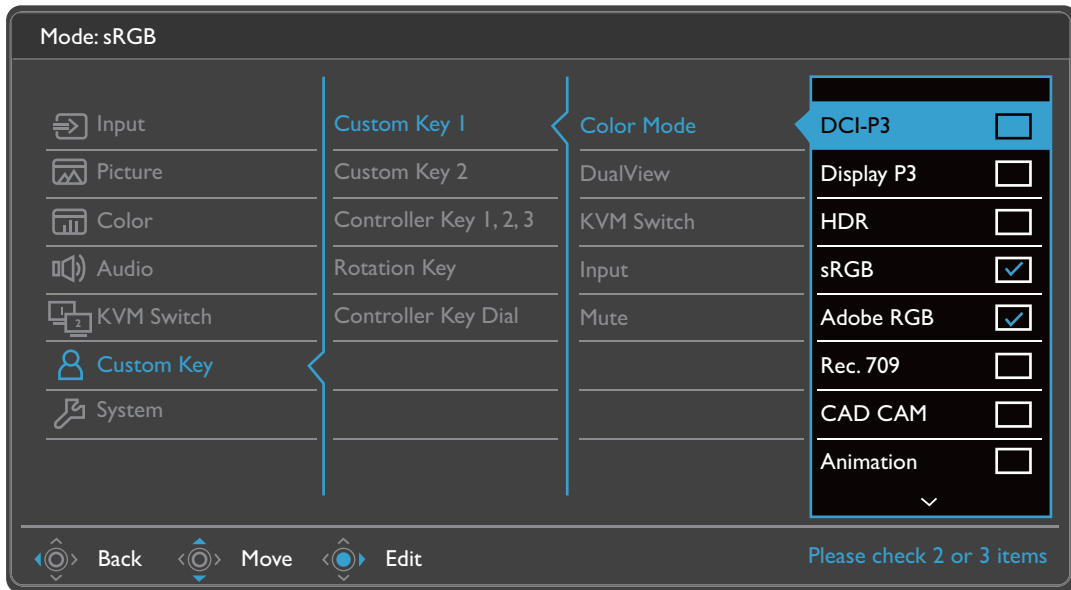 Mode: sRGB
Input
Picture
Color
Audio
1
2
KVM Switch
Custom Key
System
Custom Key 1
Custom Key 2
Controller Key 1, 2, 3
Rotation Key
Controller Key Dial
Color Mode
DualView
KVM Switch
Input
Mute
DCI-P3
Display P3
HDR
sRGB
Adobe RGB
Rec. 709
CAD CAM
Animation
Back
Move
Edit
Please check 2 or 3 items